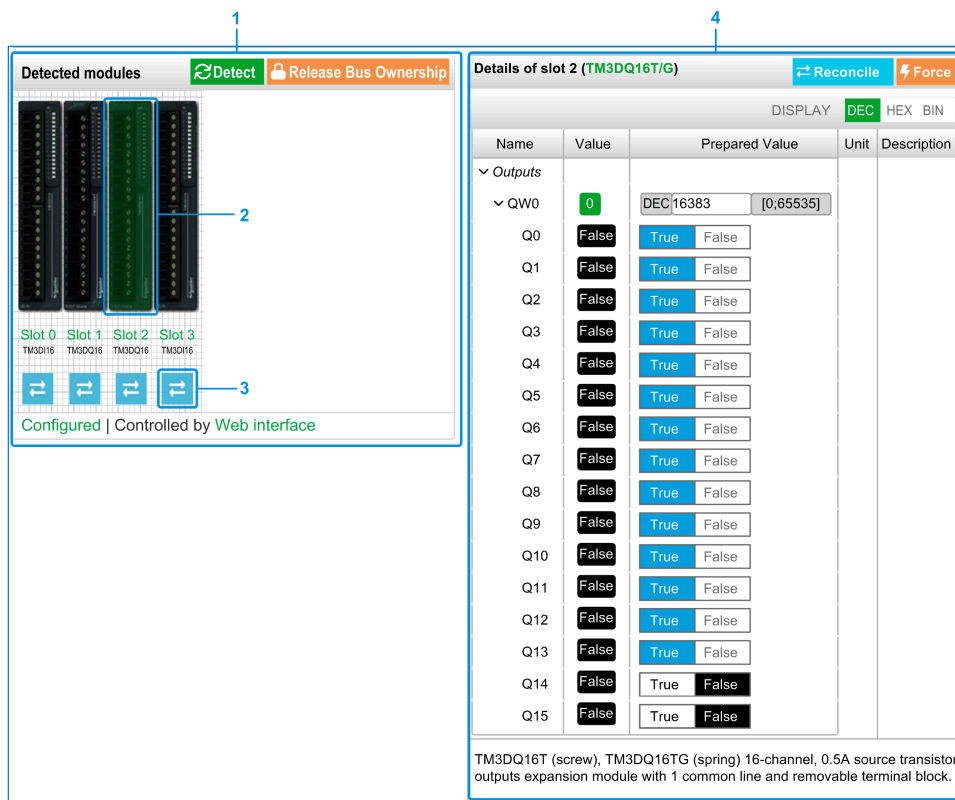 1
4
Detected modules Detect Release Bus Ownership
Details of slot 2 (TM3DQ16T/G) Reconcile Force
DISPLAY DEC HEX BIN
Name Value Prepared Value Unit Description
Outputs
QW0 0 DEC 16383 [0;65535]
Q0 False True False
Q1 False True False
Q2 False True False
Q3 False True False
Q4 False True False
Q5 False True False
Q6 False True False
Q7 False True False
Q8 False True False
Q9 False True False
Q10 False True False
Q11 False True False
Q12 False True False
Q13 False True False
Q14 False True False
Q15 False True False
2
Slot 0 Slot 1 Slot 2 Slot 3
TM3DI16 TM3DQ16 TM3DQ16 TM3DI16
3
Configured | Controlled by Web interface
TM3DQ16T (screw), TM3DQ16TG (spring) 16-channel, 0.5A source transistor
outputs expansion module with 1 common line and removable terminal block.